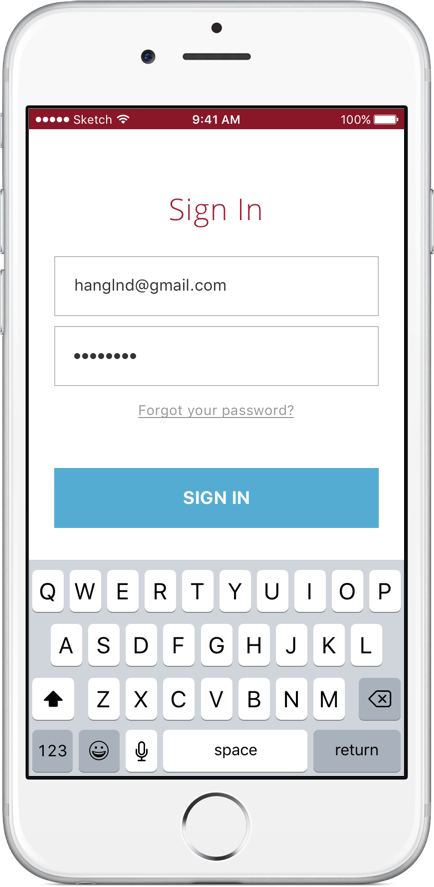 Sketch 9:41 AM 100%
Sign In
hanglnd@gmail.com
••••••••
Forgot your password?
SIGN IN
Q W E R T Y U I O P
A S D F G H J K L
Z X C V B N M
123 space return